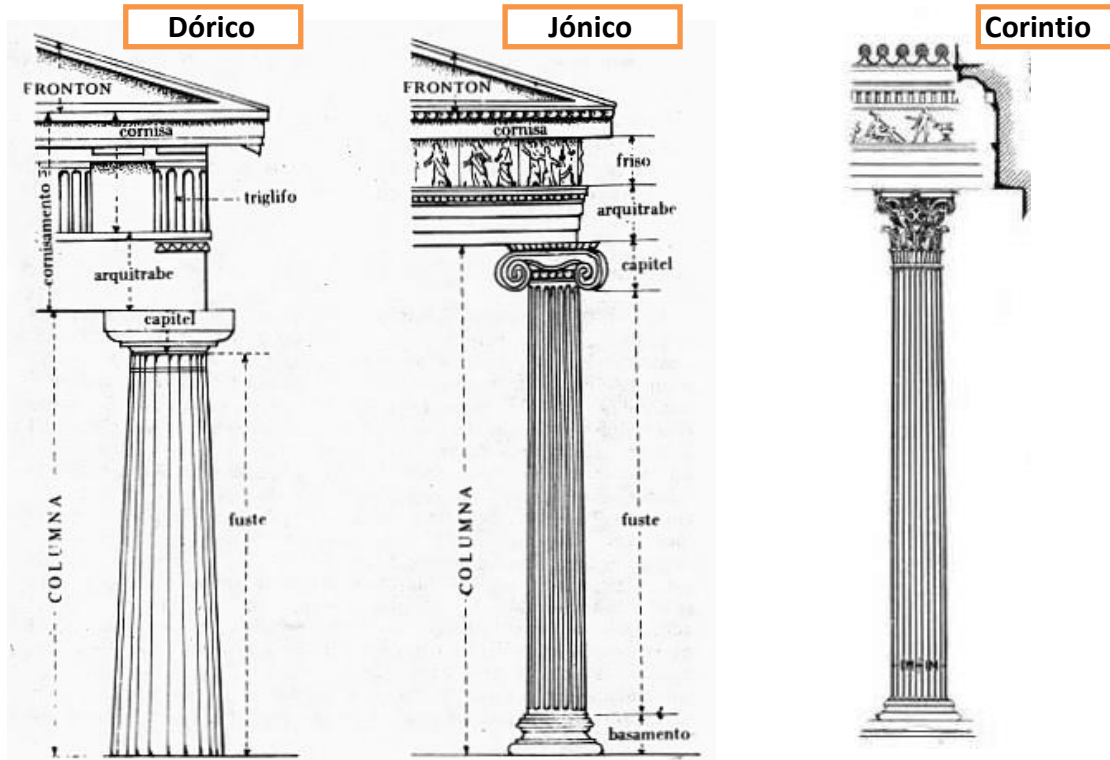 Dórico
FRONTON
cornisa
triglifo
cornisamento
arquitrabe
capitel
COLUMNA
fuste
Jónico
FRONTON
cornisa
friso
arquitrabe
capitel
COLUMNA
fuste
basamento
Corintio